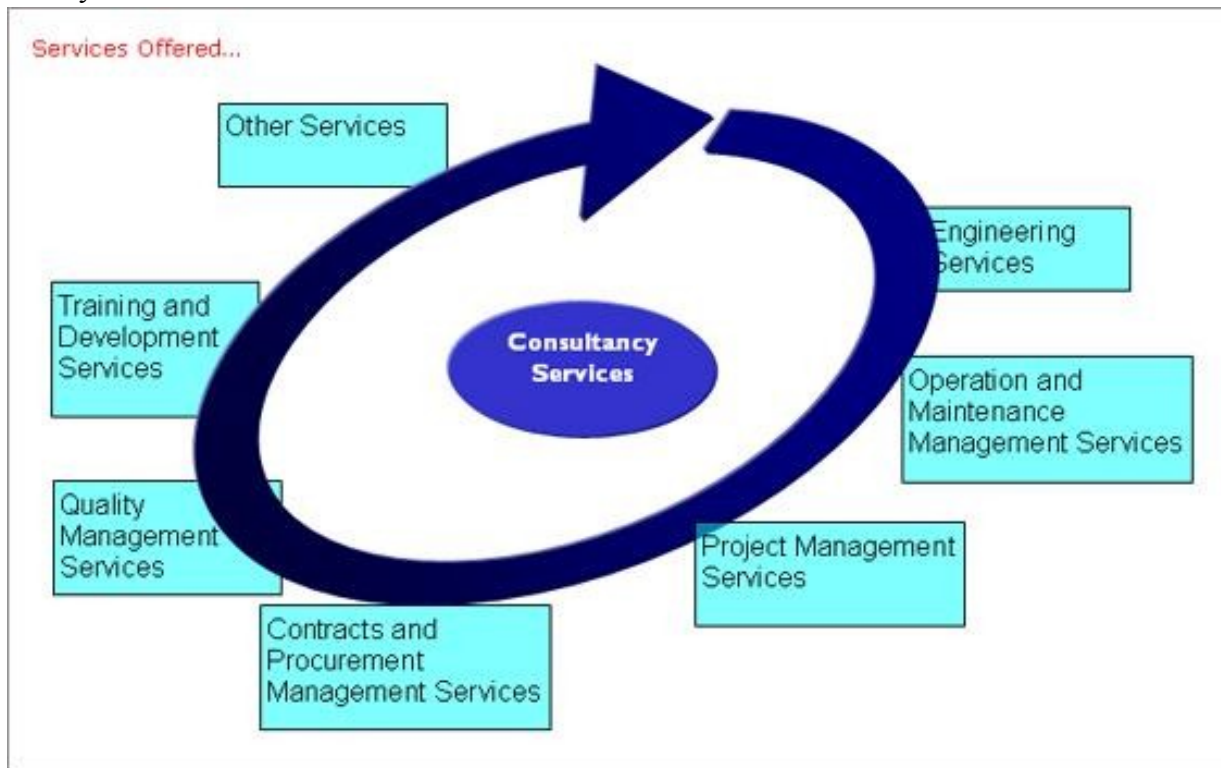 Services Offered...
Other Services
Engineering
Services
Training and
Development
Services
Consultancy
Services
Operation and
Maintenance
Management Services
Quality
Management
Services
Project Management
Services
Contracts and
Procurement
Management Services